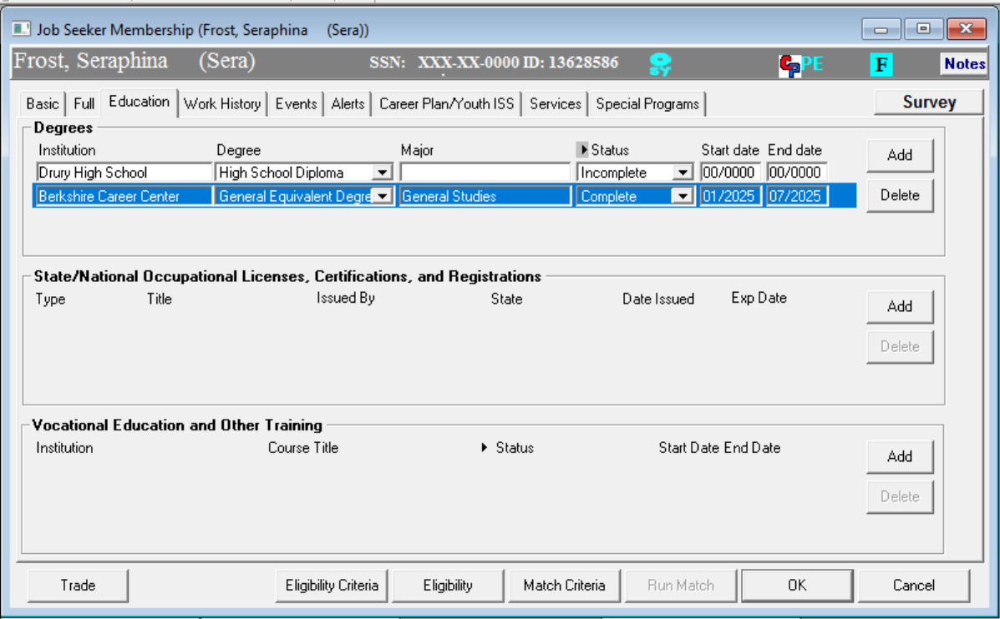 Job Seeker Membership (Frost, Seraphina (Sera))
Frost, Seraphina (Sera) SSN: XXX-XX-0000 ID: 13628586 PE F Notes
Basic Full Education Work History Events Alerts Career Plan/Youth ISS Services Special Programs Survey
Degrees
Institution Degree Major Status Start date End date
Add
Drury High School High School Diploma Incomplete 00/0000 00/0000
Berkshire Career Center General Equivalent Degre General Studies Complete 01/2025 07/2025
Delete
State/National Occupational Licenses, Certifications, and Registrations
Type Title Issued By State Date Issued Exp Date
Add
Delete
Vocational Education and Other Training
Institution Course Title Status Start Date End Date
Add
Delete
Trade Eligibility Criteria Eligibility Match Criteria Run Match OK Cancel